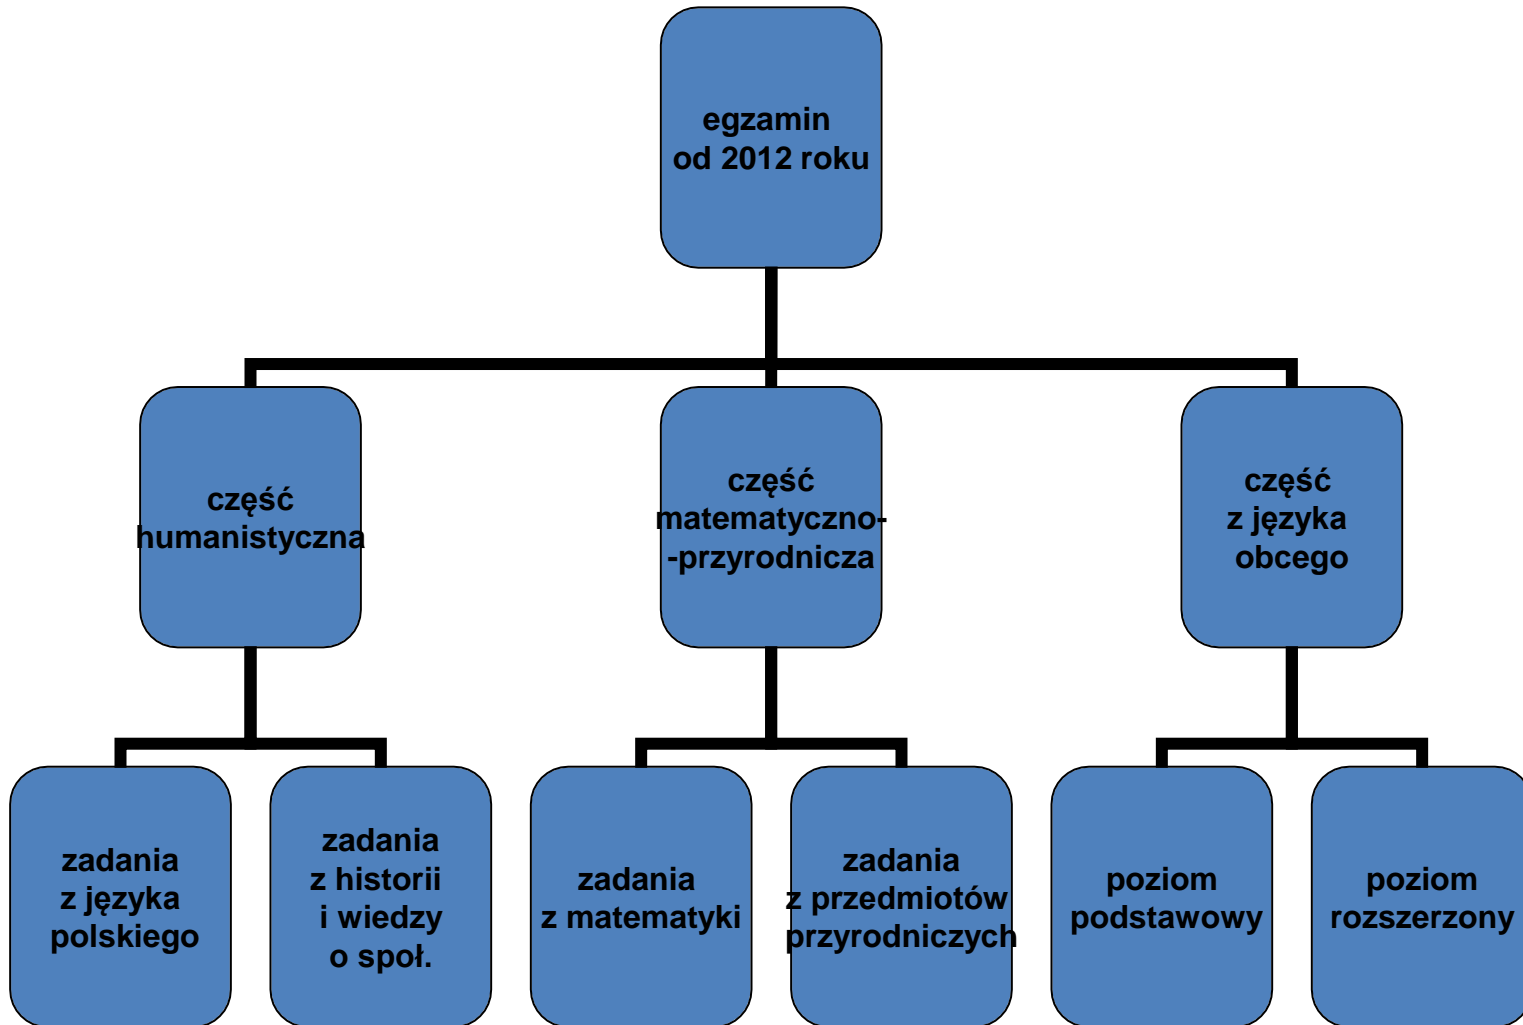 egzamin
od 2012 roku
część
humanistyczna
część
matematyczno-
-przyrodnicza
część
z języka
obcego
zadania
z języka
polskiego
zadania
z historii
i wiedzy
o społ.
zadania
z matematyki
zadania
z przedmiotów
przyrodniczych
poziom
podstawowy
poziom
rozszerzony